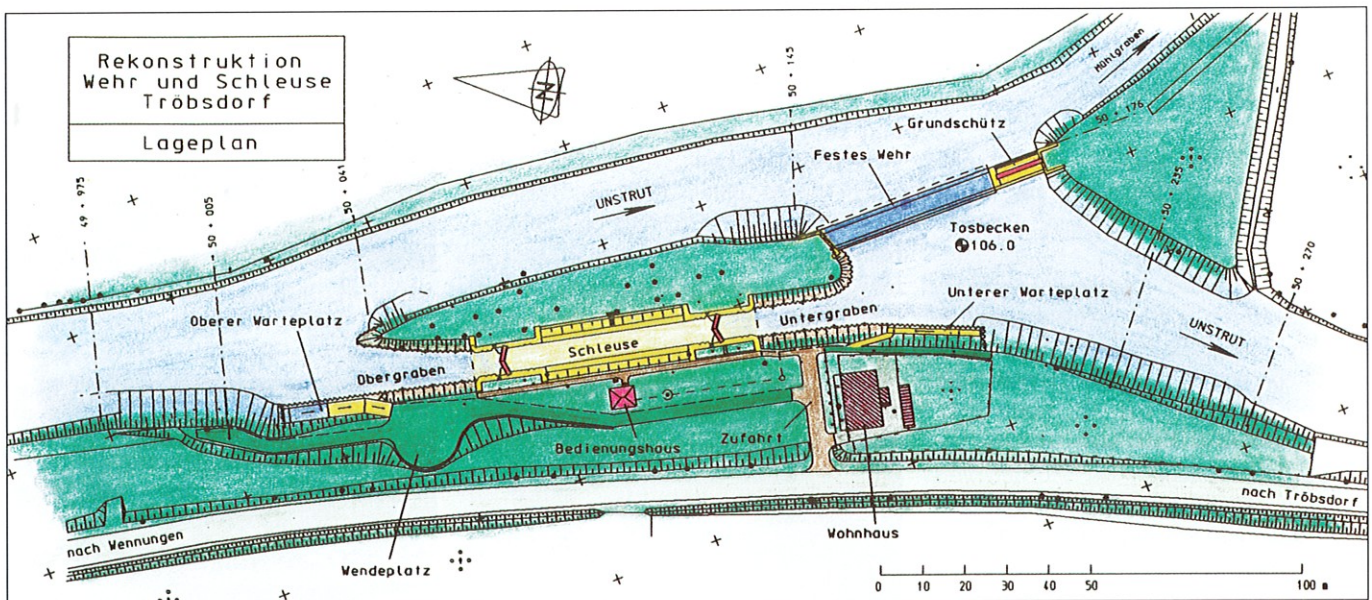 Rekonstruktion
Wehr und Schleuse
Tröbsdorf
Lageplan
N
49 + 975
50 + 005
50 + 041
50 + 145
50 + 176
50 + 235
50 + 270
Mühlgraben
Grundschütz
Festes Wehr
UNSTRUT
Tosbecken
106.0
Oberer Warteplatz
Untergraben
Unterer Warteplatz
UNSTRUT
Schleuse
Obergraben
Bedienungshaus
Zufahrt
nach Tröbsdorf
nach Wennungen
Wendeplatz
Wohnhaus
0 10 20 30 40 50 100 m